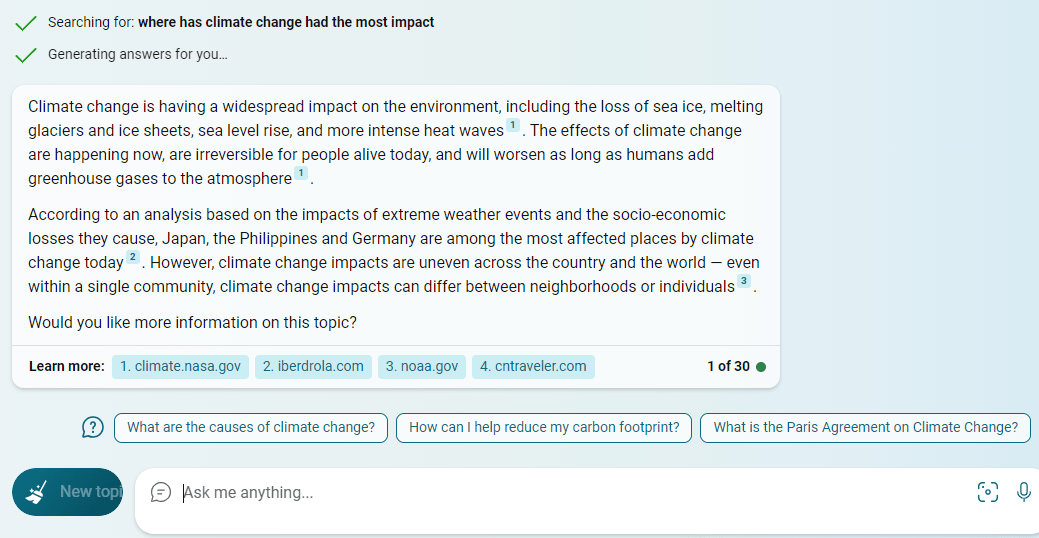 Searching for: where has climate change had the most impact
Generating answers for you...
Climate change is having a widespread impact on the environment, including the loss of sea ice, melting
glaciers and ice sheets, sea level rise, and more intense heat waves 1 . The effects of climate change
are happening now, are irreversible for people alive today, and will worsen as long as humans add
greenhouse gases to the atmosphere 1 .
According to an analysis based on the impacts of extreme weather events and the socio-economic
losses they cause, Japan, the Philippines and Germany are among the most affected places by climate
change today 2 . However, climate change impacts are uneven across the country and the world — even
within a single community, climate change impacts can differ between neighborhoods or individuals 3 .
Would you like more information on this topic?
Learn more: 1. climate.nasa.gov 2. iberdrola.com 3. noaa.gov 4. cntraveler.com 1 of 30
What are the causes of climate change? How can I help reduce my carbon footprint? What is the Paris Agreement on Climate Change?
New topi Ask me anything...